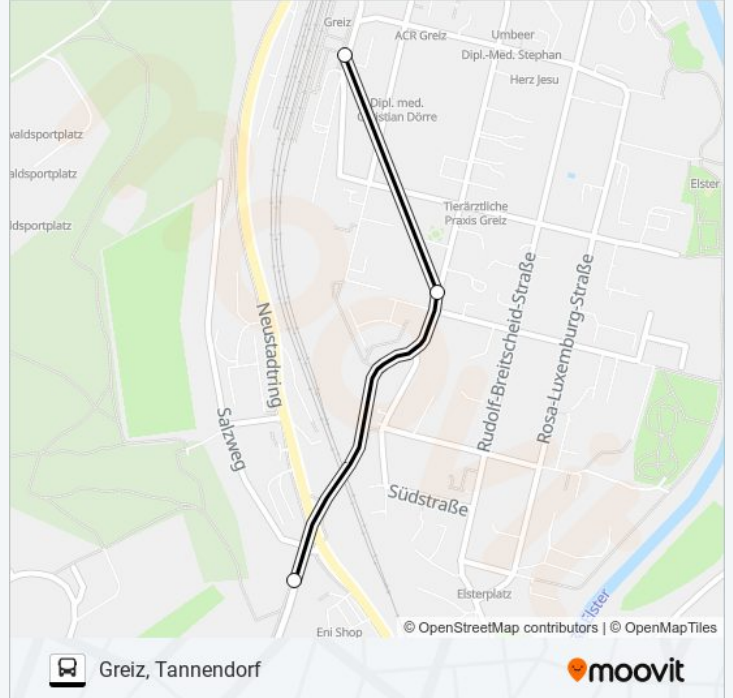 Greiz
ACR Greiz
Umbeer
Dipl.-Med. Stephan
Herz Jesu
Dipl. med.
Christian Dörre
waldsportplatz
aldsportplatz
ldsportplatz
Tierärztliche
Praxis Greiz
Elster
Neustadtring
Rudolf-Breitscheid-Straße
Rosa-Luxemburg-Straße
Salzweg
Südstraße
Elsterplatz
Elster
Eni Shop
© OpenStreetMap contributors | © OpenMapTiles
Greiz, Tannendorf
moovit